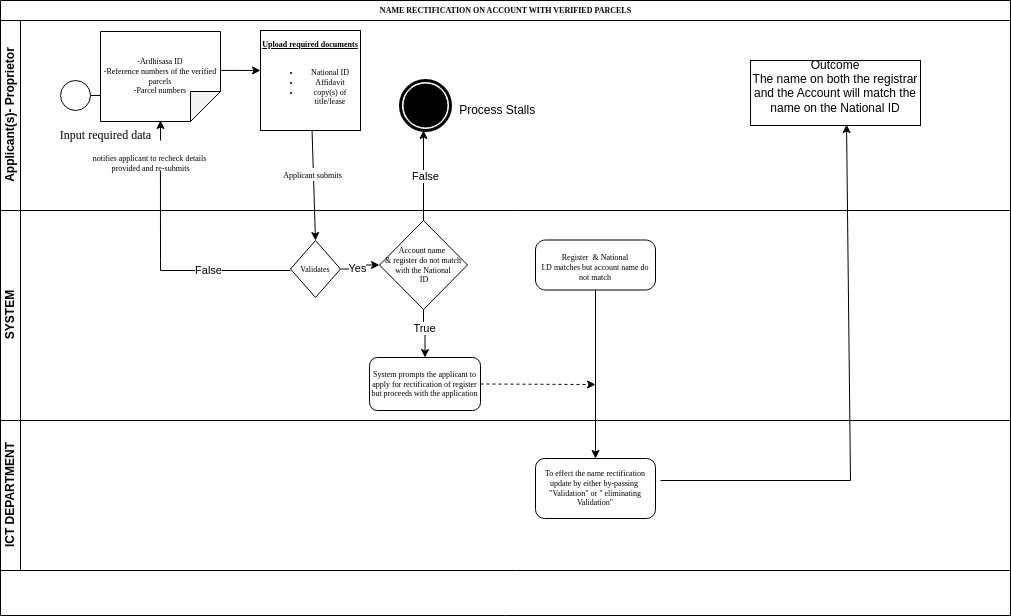 NAME RECTIFICATION ON ACCOUNT WITH VERIFIED PARCELS
Applicant(s)- Proprietor
-Ardhisasa ID
-Reference numbers of the verified
parcels
-Parcel numbers
Input required data
notifies applicant to recheck details
provided and re-submits
Upload required documents
• National ID
• Affidavit
• copy(s) of
title/lease
Applicant submits
Process Stalls
False
Outcome
The name on both the registrar
and the Account will match the
name on the National ID
SYSTEM
False
Validates
Yes
Account name
& register do not match
with the National
ID
True
System prompts the applicant to
apply for rectification of register
but proceeds with the application
Register & National
I.D matches but account name do
not match
ICT DEPARTMENT
To effect the name rectification
update by either by-passing
"Validation" or " eliminating
Validation"